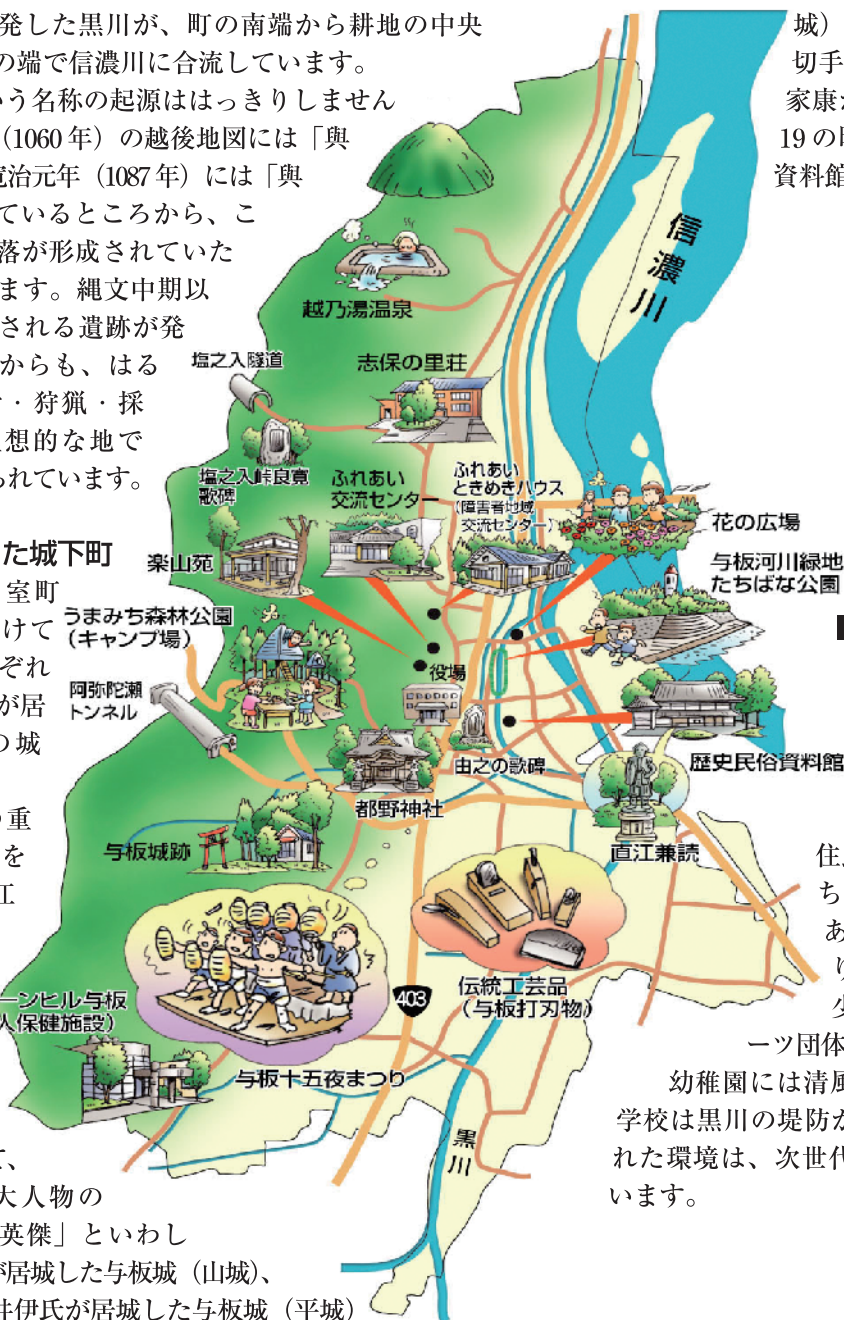 発した黒川が、町の南端から耕地の中央
の端で信濃川に合流しています。
いう名称の起源ははっきりしません
（1060年）の越後地図には「與
寛治元年（1087年）には「與
ているところから、こ
落が形成されていた
ます。縄文中期以
される遺跡が発
からも、はる
・狩猟・採
想的な地で
られています。
た城下町
室町
けて
ぞれ
が居
の城
の重
を
江
て、
大人物の
英傑」といわし
が居城した与板城（山城）、
井伊氏が居城した与板城（平城）
城）
切手
家康が
19の
資料館
信濃川
越乃湯温泉
塩之入隧道
志保の里荘
塩之入峠良寛
歌碑
ふれあい
交流センター
ふれあい
ときめきハウス
（障害者地域
交流センター）
花の広場
楽山苑
与板河川緑地
たちばな公園
うまみち森林公園
（キャンプ場）
役場
阿弥陀瀬
トンネル
由之の歌碑
歴史民俗資料館
都野神社
与板城跡
直江兼読
伝統工芸品
（与板打刃物）
403
ーンヒル与板
人保健施設）
与板十五夜まつり
黒川
住
ち
あ
り
少
ーツ団体
幼稚園には清風
学校は黒川の堤防が
れた環境は、次世代
います。